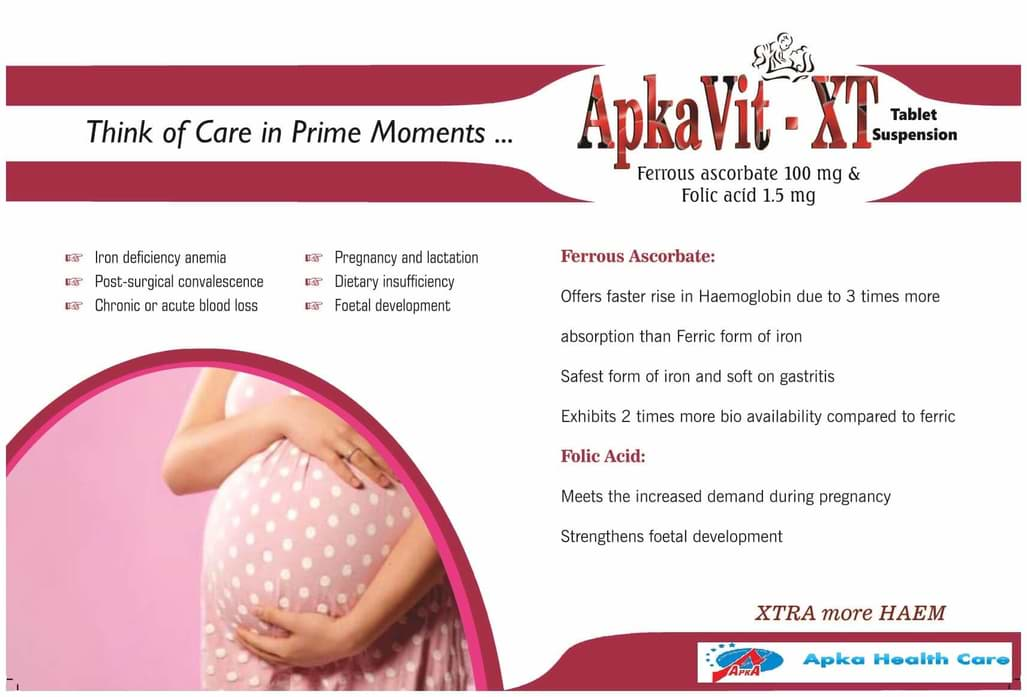 Think of Care in Prime Moments ...
ApkaVit - XT
Tablet
Suspension
Ferrous ascorbate 100 mg &
Folic acid 1.5 mg
Iron deficiency anemia
Post-surgical convalescence
Chronic or acute blood loss
Pregnancy and lactation
Dietary insufficiency
Foetal development
Ferrous Ascorbate:
Offers faster rise in Haemoglobin due to 3 times more
absorption than Ferric form of iron
Safest form of iron and soft on gastritis
Exhibits 2 times more bio availability compared to ferric
Folic Acid:
Meets the increased demand during pregnancy
Strengthens foetal development
XTRA more HAEM
APKA
Apka Health Care